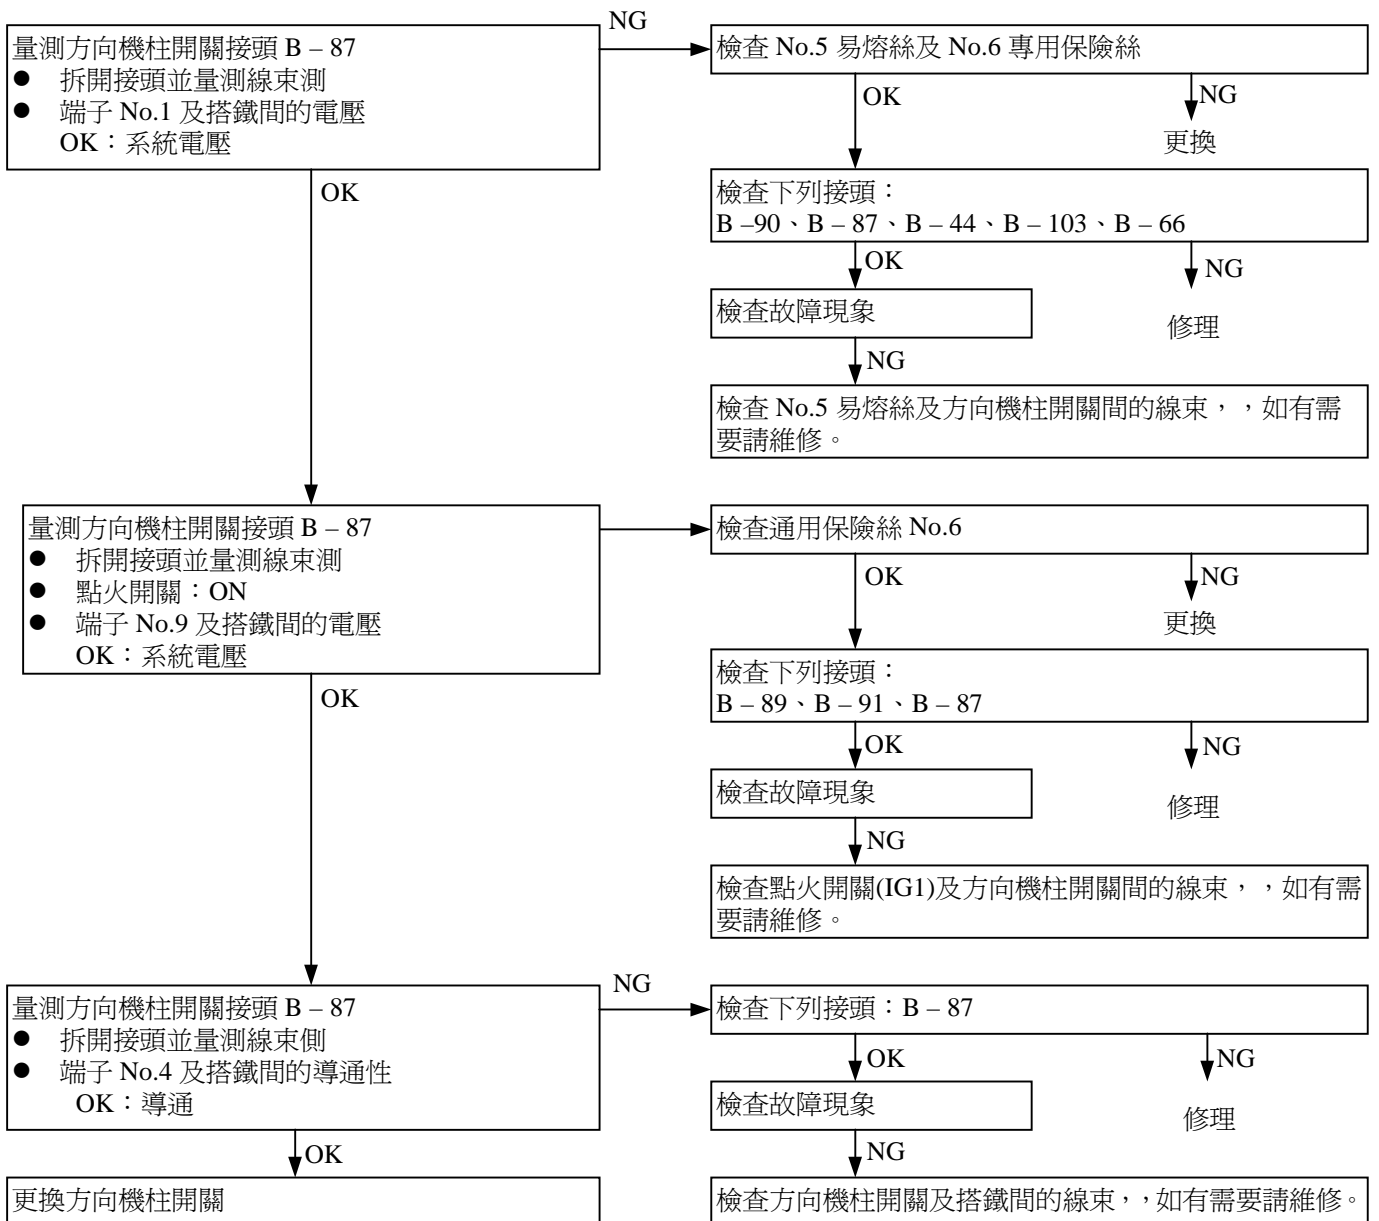 NG
量測方向機柱開關接頭 B – 87
● 拆開接頭並量測線束測
● 端子 No.1 及搭鐵間的電壓
OK：系統電壓
檢查 No.5 易熔絲及 No.6 專用保險絲
OK
NG
更換
OK
檢查下列接頭：
B –90、B – 87、B – 44、B – 103、B – 66
OK
NG
檢查故障現象
修理
NG
檢查 No.5 易熔絲及方向機柱開關間的線束，，如有需
要請維修。
量測方向機柱開關接頭 B – 87
● 拆開接頭並量測線束測
● 點火開關：ON
● 端子 No.9 及搭鐵間的電壓
OK：系統電壓
檢查通用保險絲 No.6
OK
NG
更換
OK
檢查下列接頭：
B – 89、B – 91、B – 87
OK
NG
檢查故障現象
修理
NG
檢查點火開關(IG1)及方向機柱開關間的線束，，如有需
要請維修。
NG
量測方向機柱開關接頭 B – 87
● 拆開接頭並量測線束側
● 端子 No.4 及搭鐵間的導通性
OK：導通
檢查下列接頭：B – 87
OK
NG
檢查故障現象
修理
OK
NG
更換方向機柱開關
檢查方向機柱開關及搭鐵間的線束，，如有需要請維修。